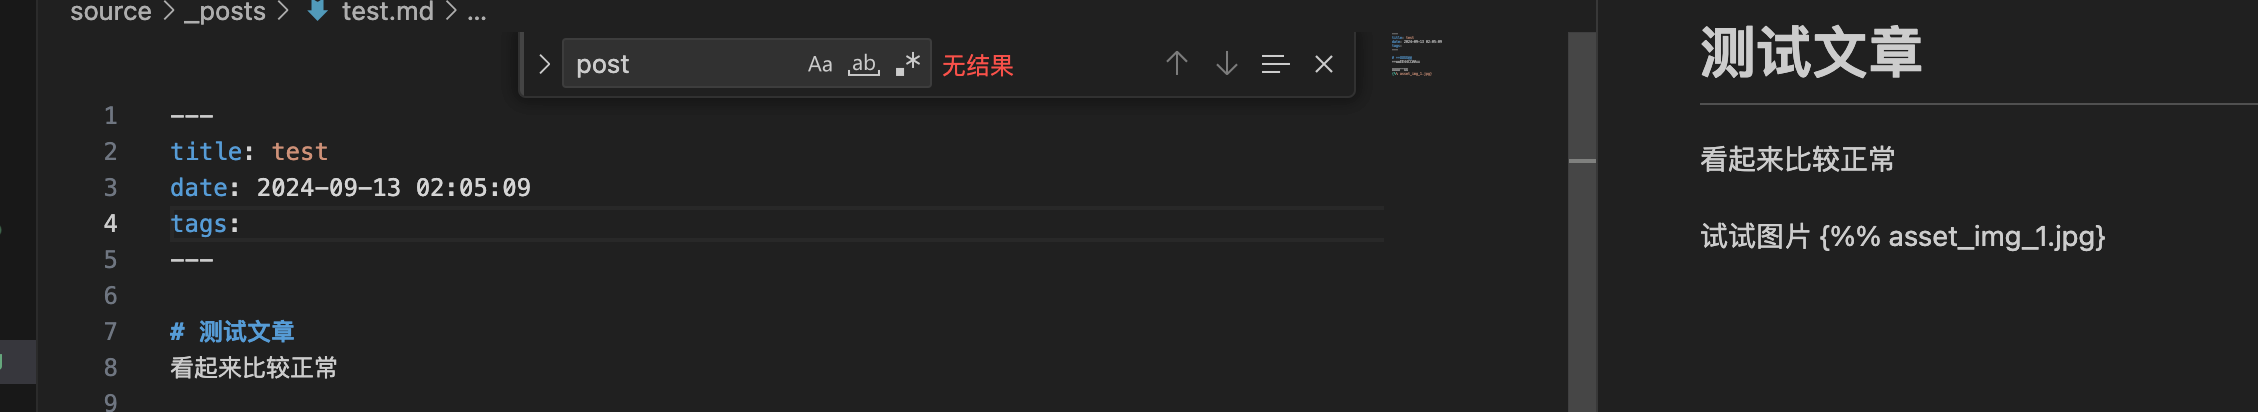 source > _posts > test.md > ...
post Aa ab .* 无结果
1 ---
2 title: test
3 date: 2024-09-13 02:05:09
4 tags:
5 ---
6
7 # 测试文章
8 看起来比较正常
9
测试文章
看起来比较正常
试试图片 {%% asset_img_1.jpg}